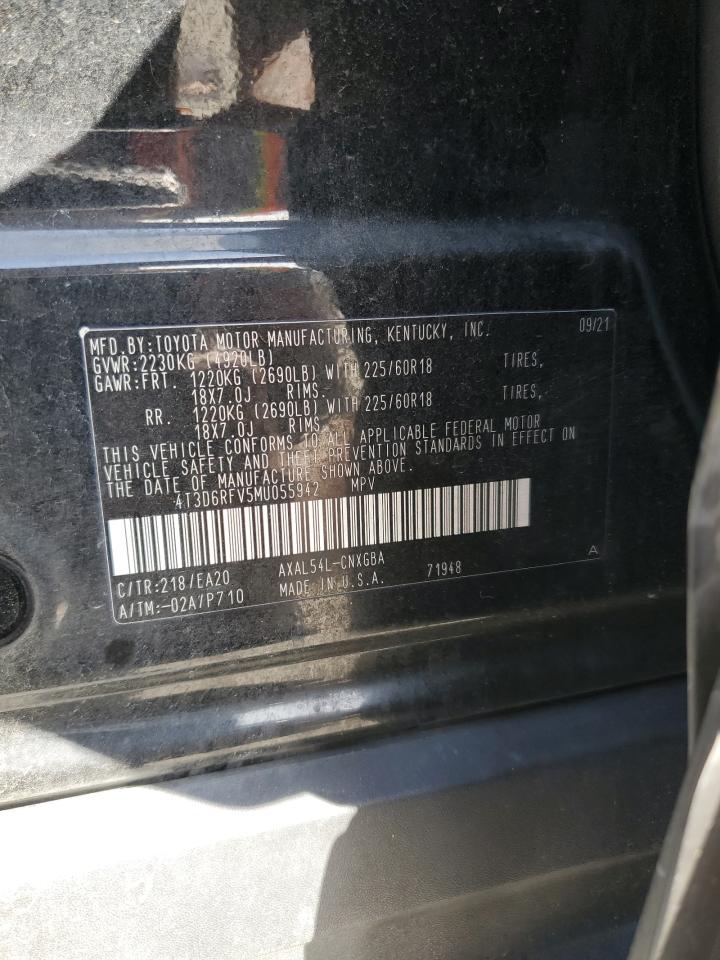 MFD.BY:TOYOTA MOTOR MANUFACTURING, KENTUCKY, INC. 09/21
GVWR:2230KG (4920LB)
GAWR:FRT. 1220KG (2690LB) WITH 225/60R18 TIRES,
18X7.0J RIMS.
RR. 1220KG (2690LB) WITH 225/60R18 TIRES,
18X7.0J RIMS.
THIS VEHICLE CONFORMS TO ALL APPLICABLE FEDERAL MOTOR
VEHICLE SAFETY AND THEFT PREVENTION STANDARDS IN EFFECT ON
THE DATE OF MANUFACTURE SHOWN ABOVE.
4T3D6RFV5MU055942 MPV
C/TR:218/EA20 AXAL54L-CNXGBA A
A/TM:-02A/P710 MADE IN U.S.A. 71948